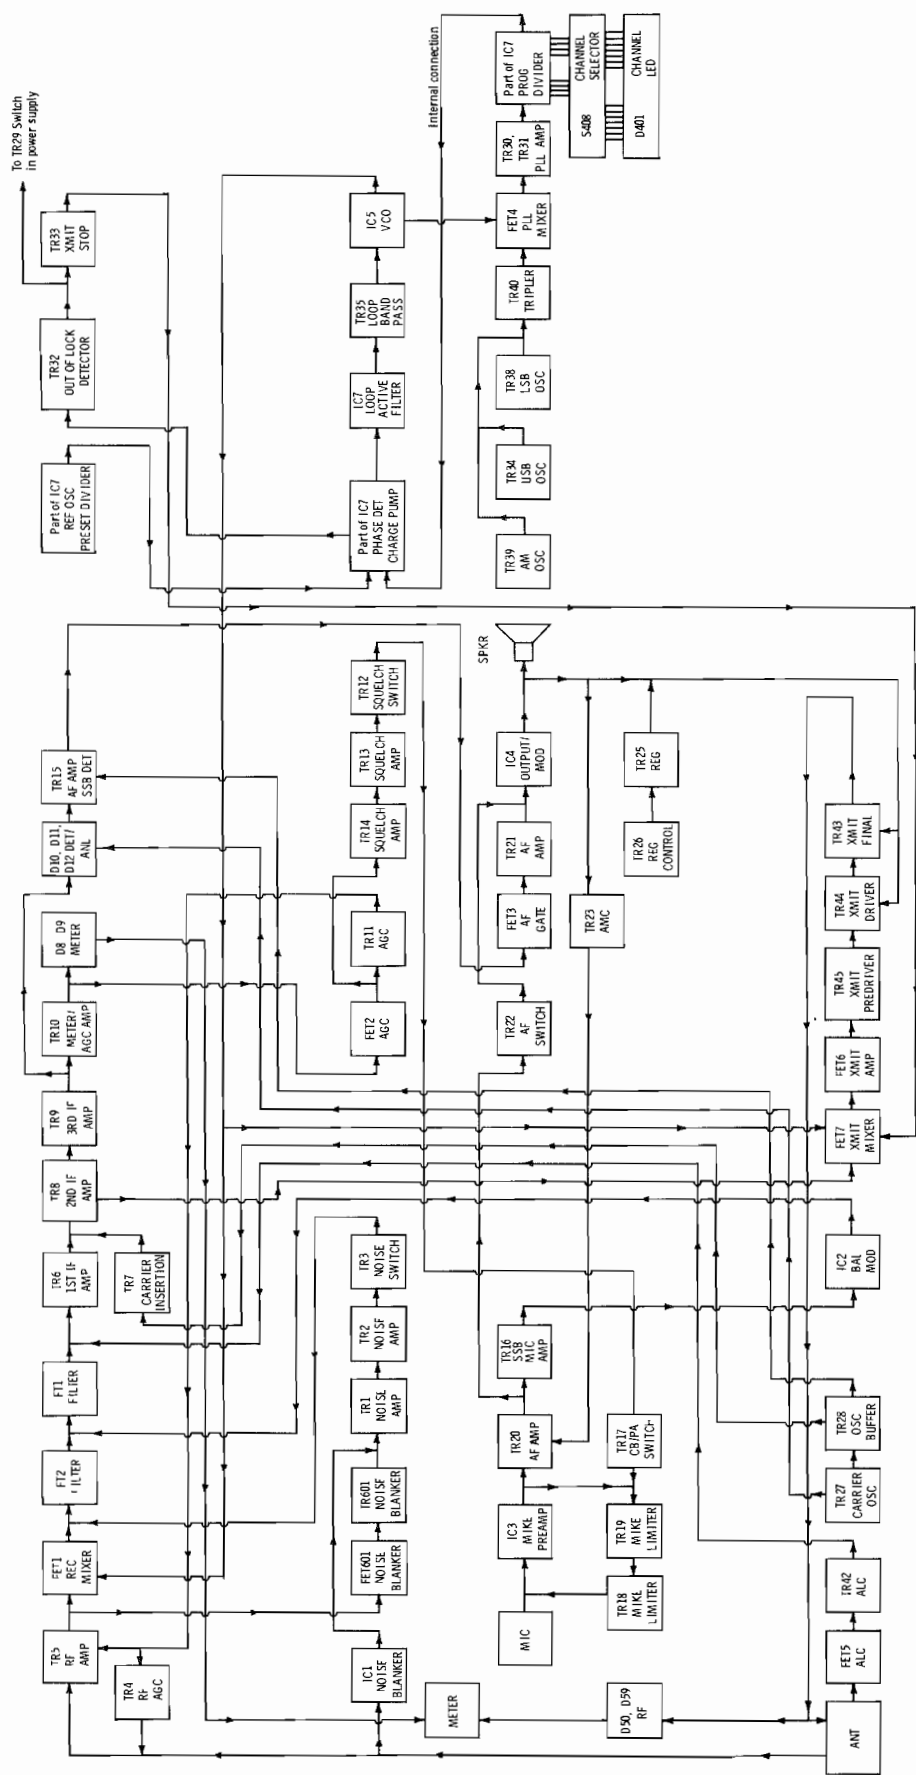 TR5
RF
AMP
FET1
REC
MIXER
FT2
FILTER
FT1
FILTER
TR6
1ST IF
AMP
TR8
2ND IF
AMP
TR9
3RD IF
AMP
TR10
METER/
AGC AMP
D8 D9
METER
D10, D11,
D12 DET/
ANL
TR15
AF AMP
SSB DET
Part of IC7
REF OSC
PRESET DIVIDER
TR32
OUT OF LOCK
DETECTOR
TR33
XMIT
STOP
To TR29 Switch
in power supply
TR4
RF
AGC
TR7
CARRIER
INSERTION
IC1
NOISE
BLANKER
FET601
NOISE
BLANKER
TR601
NOISE
BLANKER
TR1
NOISE
AMP
TR2
NOISE
AMP
TR3
NOISE
SWITCH
FET2
AGC
TR11
AGC
TR14
SQUELCH
AMP
TR13
SQUELCH
AMP
TR12
SQUELCH
SWITCH
Part of IC7
PHASE DET
CHARGE PUMP
IC7
LOOP
ACTIVE
FILTER
TR35
LOOP
BAND
PASS
IC5
VCO
Internal connection
METER
MIC
IC3
MIKE
PREAMP
TR20
AF AMP
TR16
SSB
MIC
AMP
TR22
AF
SWITCH
FET3
AF
GATE
TR21
AF
AMP
IC4
OUTPUT/
MOD
SPKR
TR39
AM
OSC
TR34
USB
OSC
TR38
LSB
OSC
TR40
TRIPLER
FET4
PLL
MIXER
TR30,
TR31
PLL AMP
Part of IC7
PROG
DIVIDER
S408
CHANNEL
SELECTOR
D401
CHANNEL
LED
D50, D59
RF
TR18
MIKE
LIMITER
TR19
MIKE
LIMITER
TR17
CB/PA
SWITCH
TR23
AMC
TR26
REG
CONTROL
TR25
REG
ANT
FET5
ALC
TR42
ALC
TR27
CARRIER
OSC
TR28
OSC
BUFFER
IC2
BAL
MOD
FET7
XMIT
MIXER
FET6
XMIT
AMP
TR45
XMIT
PREDRIVER
TR44
XMIT
DRIVER
TR43
XMIT
FINAL